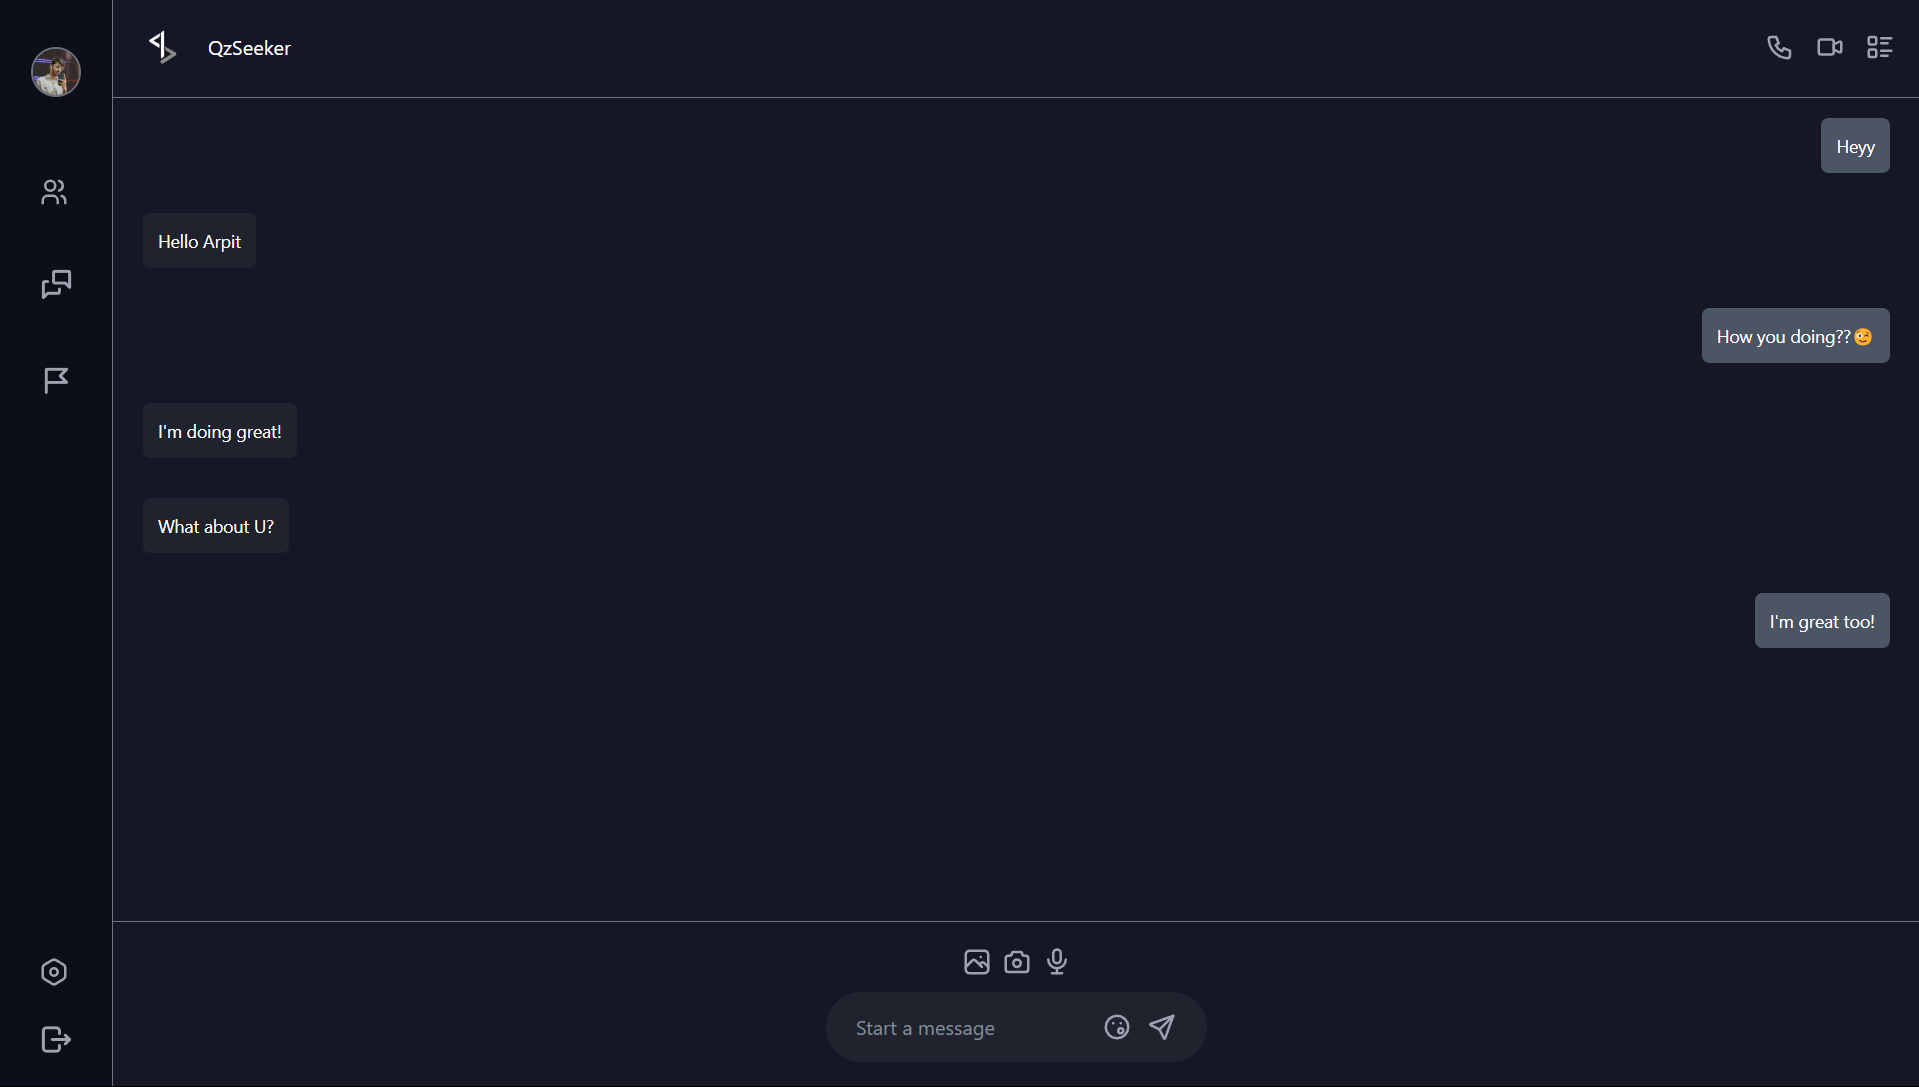 QzSeeker
Heyy
Hello Arpit
How you doing??😉
I'm doing great!
What about U?
I'm great too!
Start a message